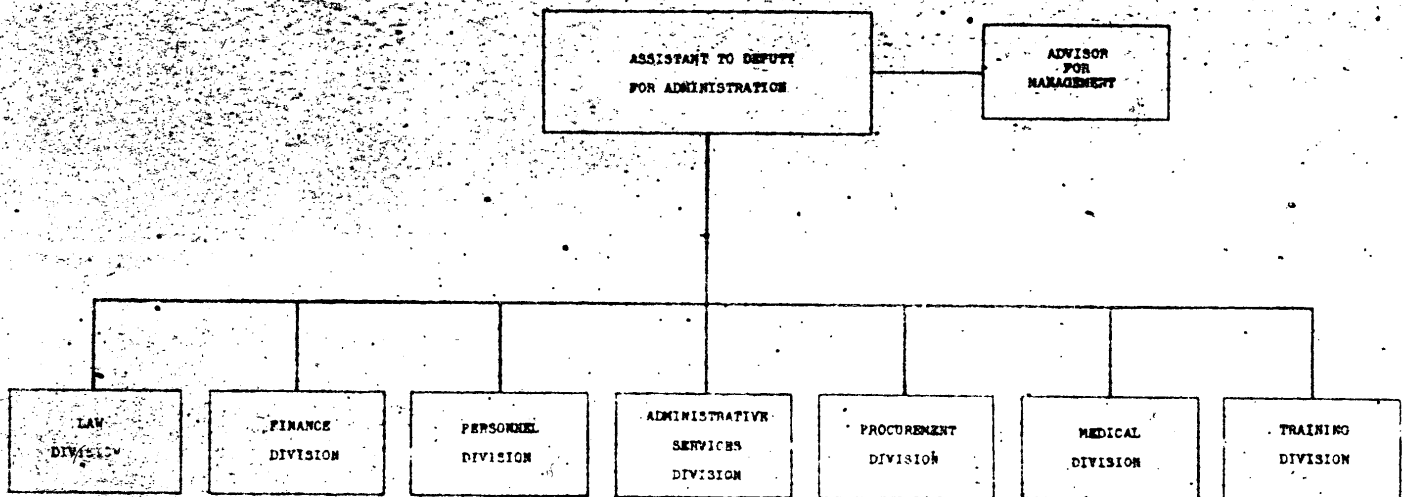 ASSISTANT TO DEPUTY
FOR ADMINISTRATION
ADVISOR
FOR
MANAGEMENT
LAW
DIVISION
FINANCE
DIVISION
PERSONNEL
DIVISION
ADMINISTRATIVE
SERVICES
DIVISION
PROCUREMENT
DIVISION
MEDICAL
DIVISION
TRAINING
DIVISION